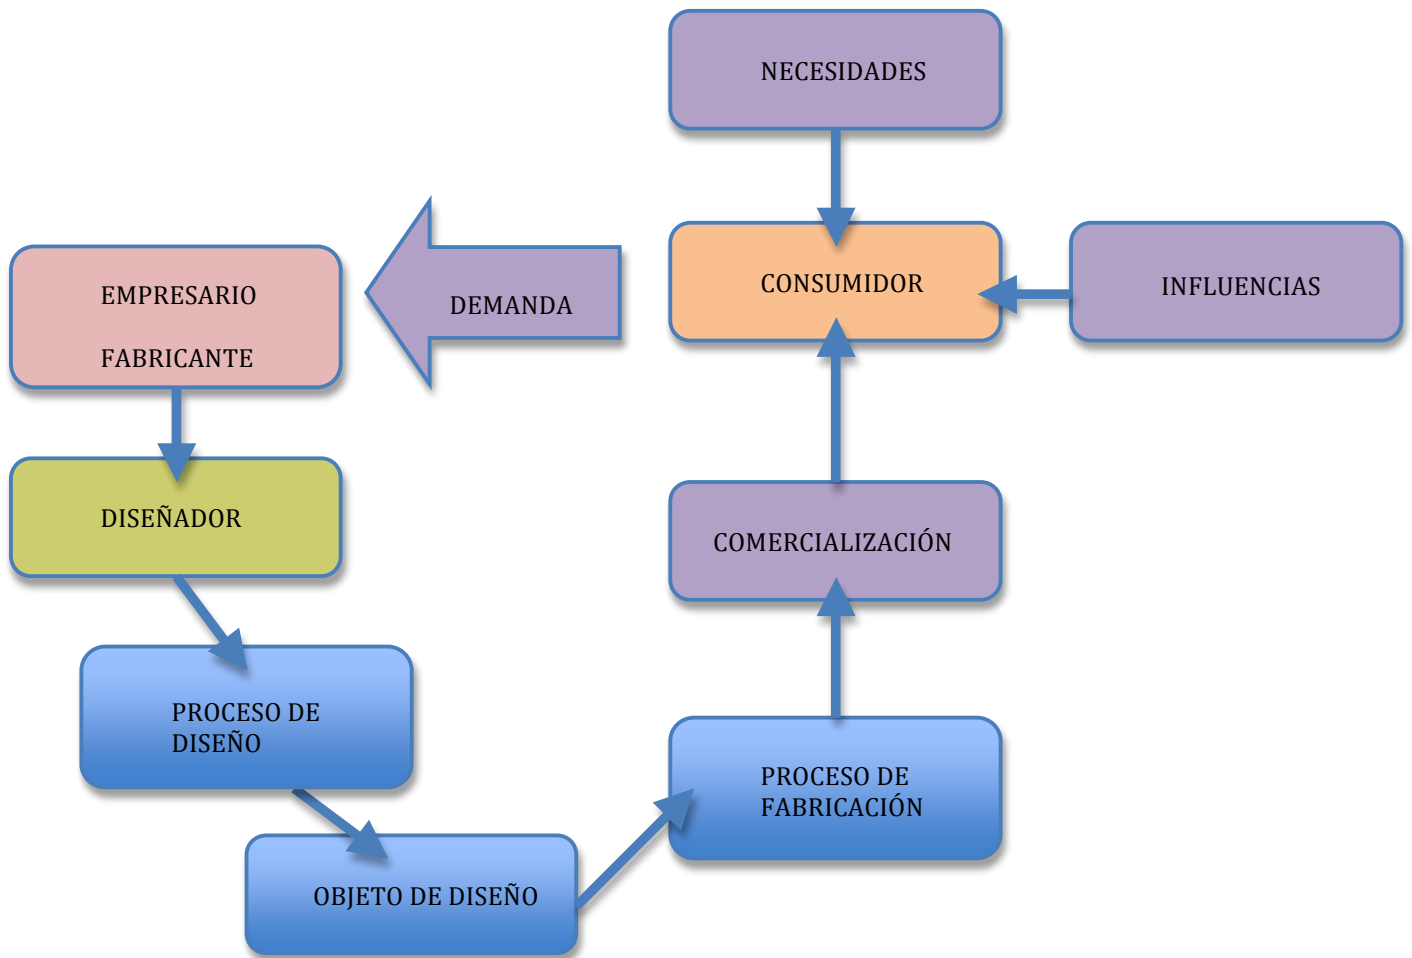 NECESIDADES
CONSUMIDOR
INFLUENCIAS
DEMANDA
EMPRESARIO
FABRICANTE
DISEÑADOR
COMERCIALIZACIÓN
PROCESO DE
DISEÑO
PROCESO DE
FABRICACIÓN
OBJETO DE DISEÑO